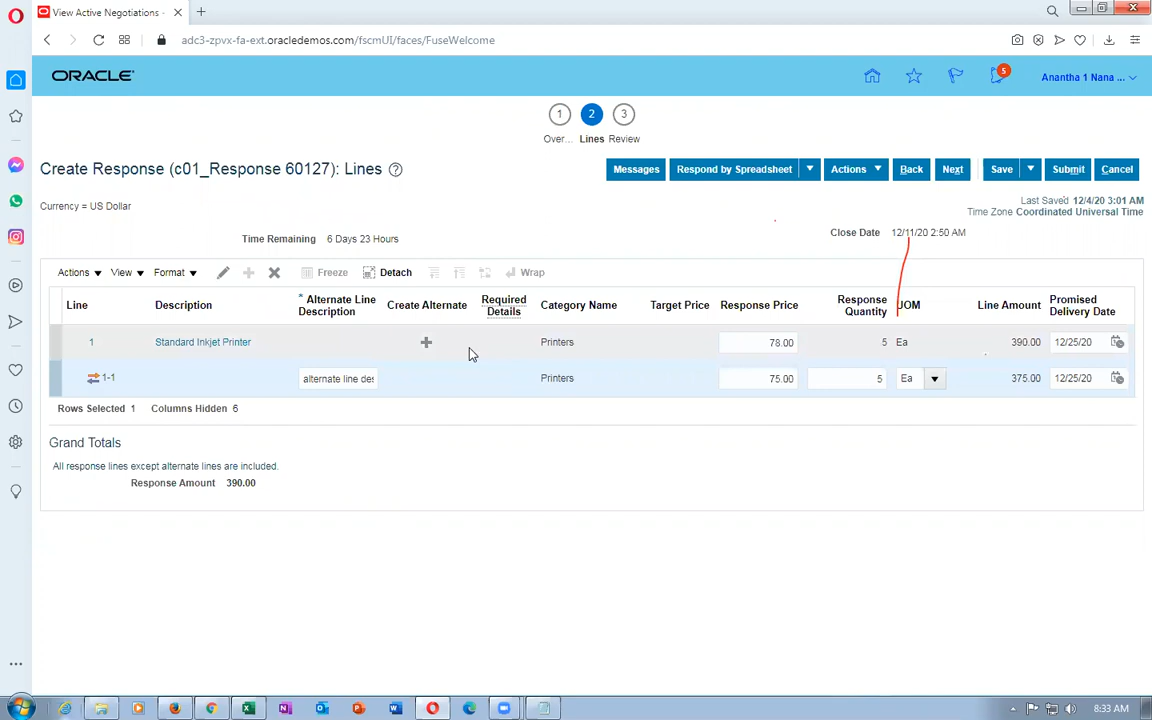 View Active Negotiations -
adc3-zpvx-fa-ext.oracledemos.com/fscmUI/faces/FuseWelcome
ORACLE
5
Anantha 1 Nana ...
1 2 3
Over... Lines Review
Create Response (c01_Response 60127): Lines
Messages Respond by Spreadsheet Actions Back Next Save Submit Cancel
Currency = US Dollar
Last Saved 12/4/20 3:01 AM
Time Zone Coordinated Universal Time
Time Remaining 6 Days 23 Hours
Close Date 12/11/20 2:50 AM
Actions View Format Freeze Detach Wrap
Line Description * Alternate Line Description Create Alternate Required Details Category Name Target Price Response Price Response Quantity UOM Line Amount Promised Delivery Date
1 Standard Inkjet Printer Printers 78.00 5 Ea 390.00 12/25/20
1-1 alternate line des Printers 75.00 5 Ea 375.00 12/25/20
Rows Selected 1 Columns Hidden 6
Grand Totals
All response lines except alternate lines are included.
Response Amount 390.00
8:33 AM